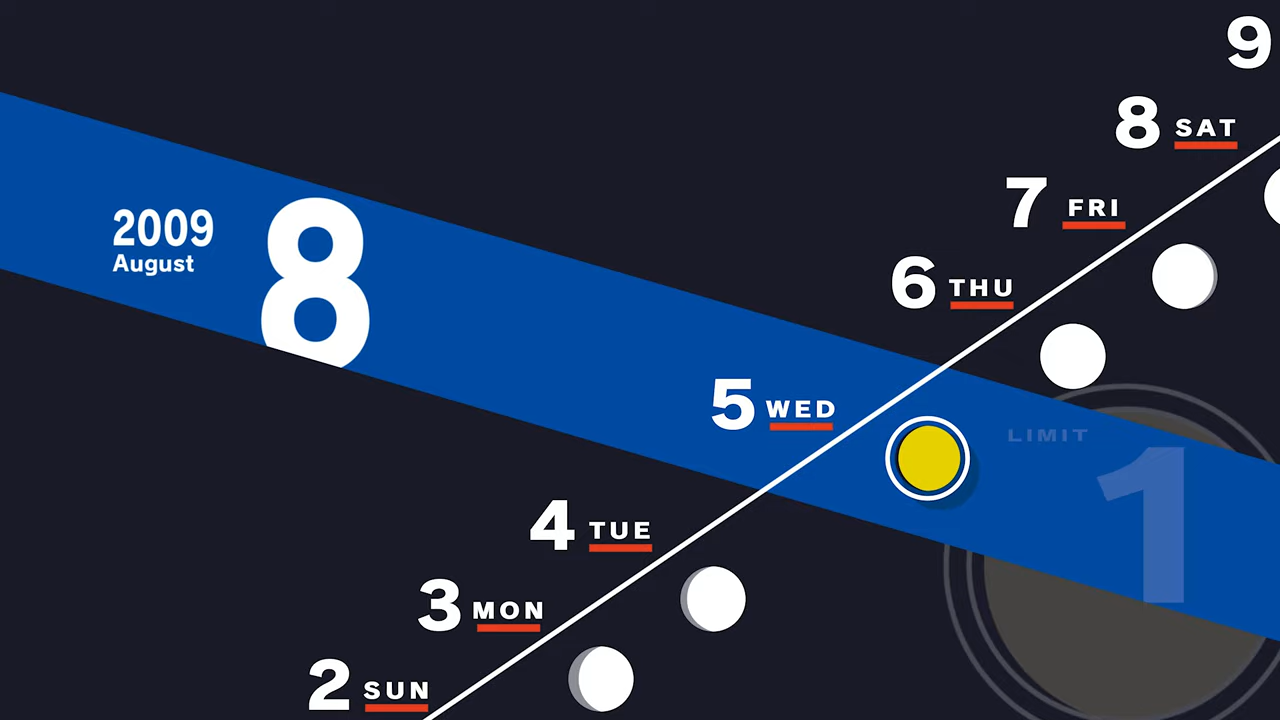 2009
August
8
9
8 SAT
7 FRI
6 THU
5 WED
LIMIT
1
4 TUE
3 MON
2 SUN